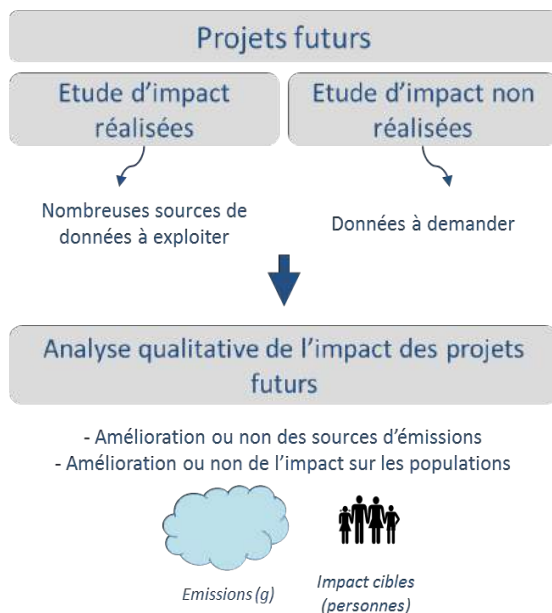 Projets futurs
Etude d'impact
réalisées
Etude d'impact non
réalisées
Nombreuses sources de
données à exploiter
Données à demander
Analyse qualitative de l'impact des projets
futurs
- Amélioration ou non des sources d'émissions
- Amélioration ou non de l'impact sur les populations
Emissions (g)
Impact cibles
(personnes)